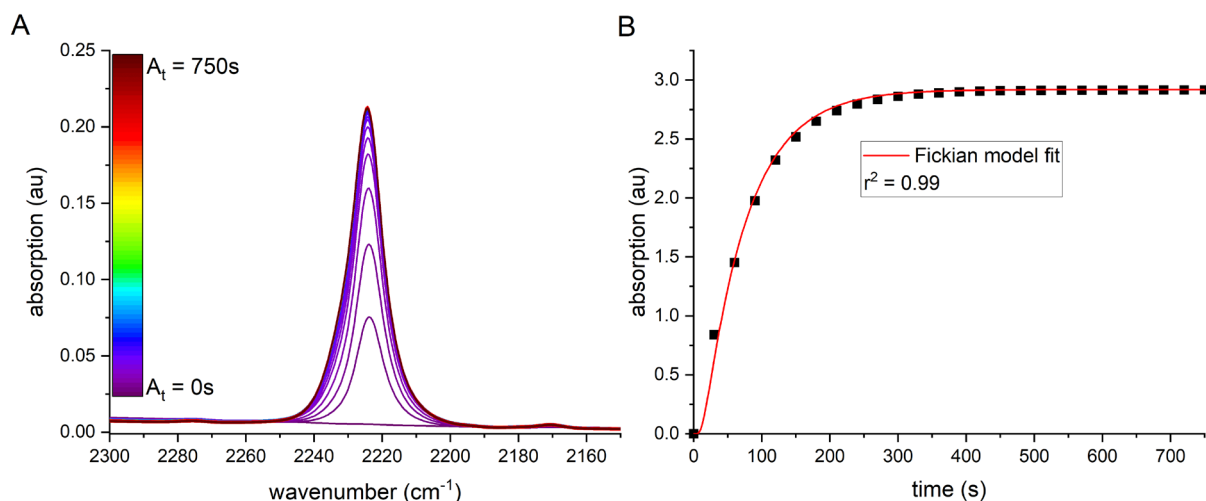 A
absorption (au)
0.25
0.20
0.15
0.10
0.05
0.00
Aₜ = 750s
Aₜ = 0s
2300 2280 2260 2240 2220 2200 2180 2160
wavenumber (cm⁻¹)
B
absorption (au)
3.0
2.5
2.0
1.5
1.0
0.5
0.0
Fickian model fit
r² = 0.99
0 100 200 300 400 500 600 700
time (s)